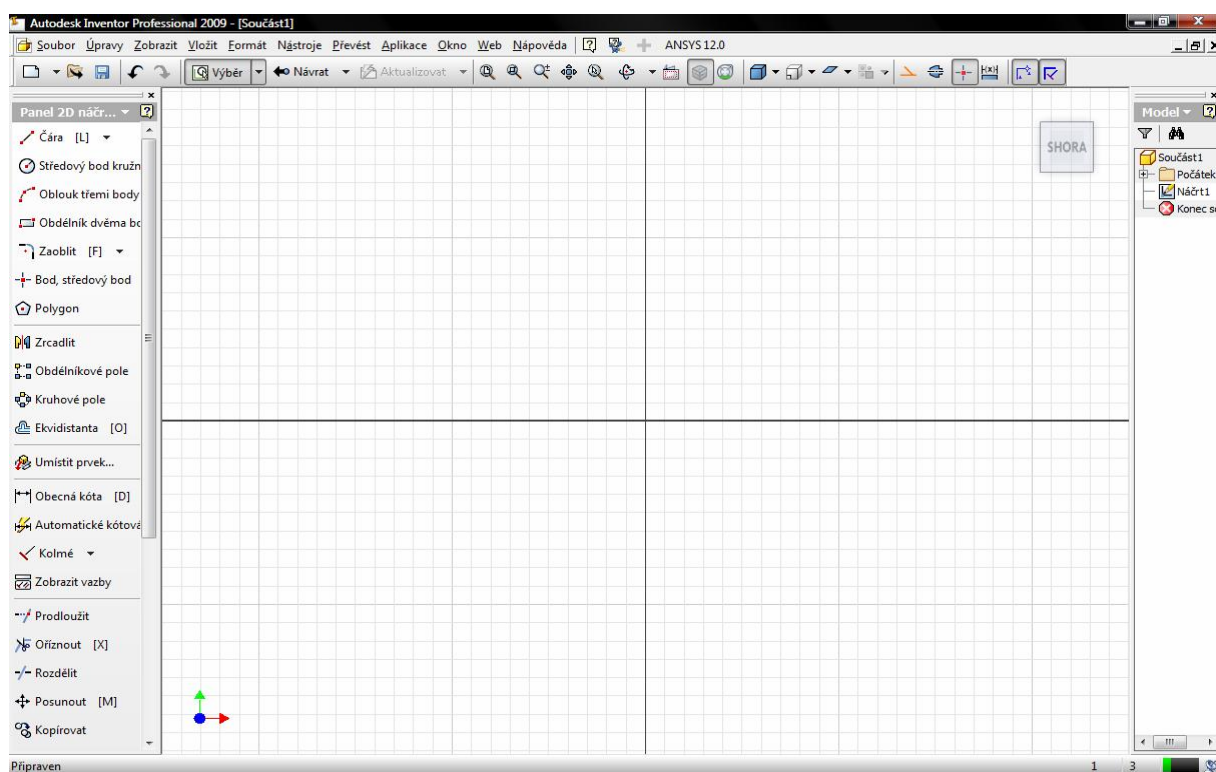 Autodesk Inventor Professional 2009 - [Součást1]
Soubor Úpravy Zobrazit Vložit Eormát Nástroje Převést Aplikace Okno Web Nápověda ANSYS 12.0
Výběr Návrat Aktualizovat
Panel 2D náčr...
Čára [L]
Středový bod kružn
Oblouk třemi body
Obdélník dvěma bo
Zaoblit [F]
Bod, středový bod
Polygon
Zrcadlit
Obdélníkové pole
Kruhové pole
Ekvidistanta [O]
Umístit prvek...
Obecná kóta [D]
Automatické kótová
Kolmé
Zobrazit vazby
Prodloužit
Oříznout [X]
Rozdělit
Posunout [M]
Kopírovat
SHORA
Model
Součást1
Počátek
Náčrt1
Konec so
Připraven 1 3